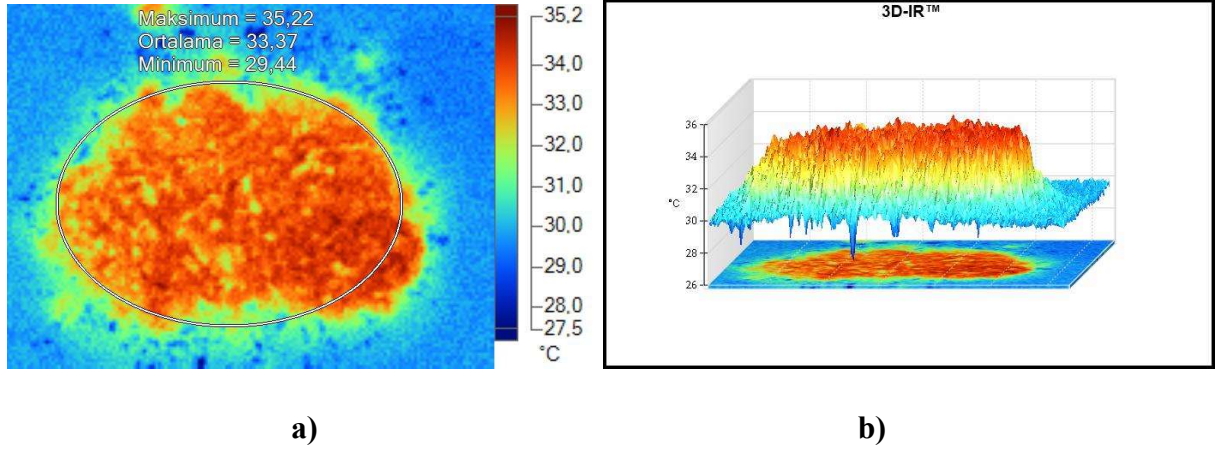 Maksimum = 35,22
Ortalama = 33,37
Minimum = 29,44
35,2
34,0
33,0
32,0
31,0
30,0
29,0
28,0
27,5
°C
3D-IR™
36
34
32
°C
30
28
26
a)
b)